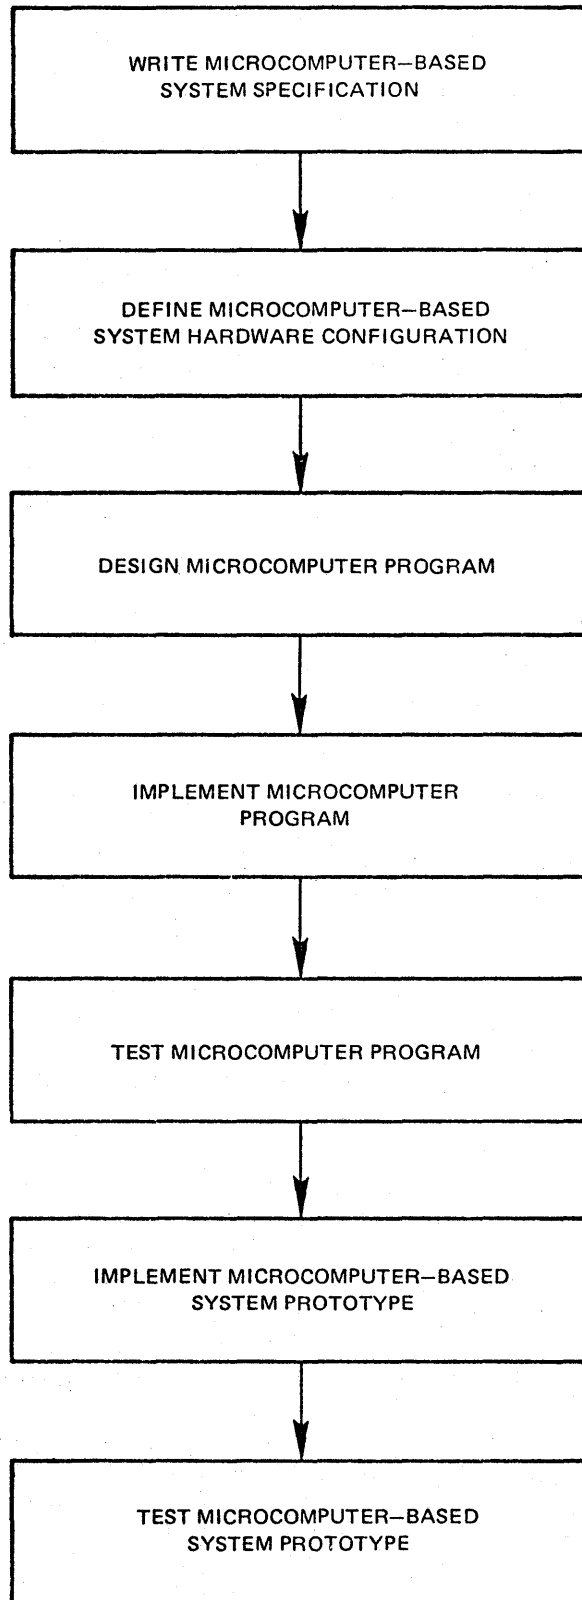 WRITE MICROCOMPUTER–BASED
SYSTEM SPECIFICATION
DEFINE MICROCOMPUTER–BASED
SYSTEM HARDWARE CONFIGURATION
DESIGN MICROCOMPUTER PROGRAM
IMPLEMENT MICROCOMPUTER
PROGRAM
TEST MICROCOMPUTER PROGRAM
IMPLEMENT MICROCOMPUTER–BASED
SYSTEM PROTOTYPE
TEST MICROCOMPUTER–BASED
SYSTEM PROTOTYPE